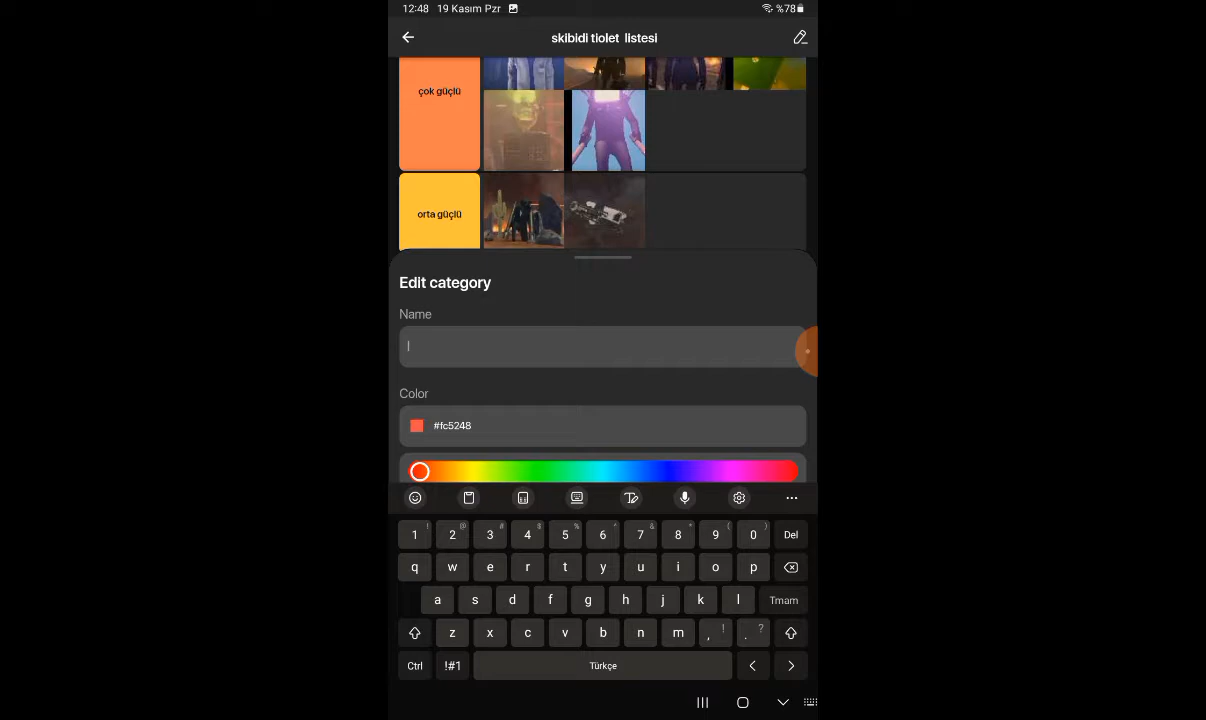 12:48 19 Kasım Pzr %78
skibidi tiolet listesi
çok güçlü
orta güçlü
Edit category
Name
Color
#fc5248
1 ! 2 @ 3 # 4 $ 5 % 6 ^ 7 & 8 * 9 ( 0 ) Del
q w e r t y u i o p
a s d f g h j k l Tmam
z x c v b n m , ! . ?
Ctrl !#1 Türkçe < >